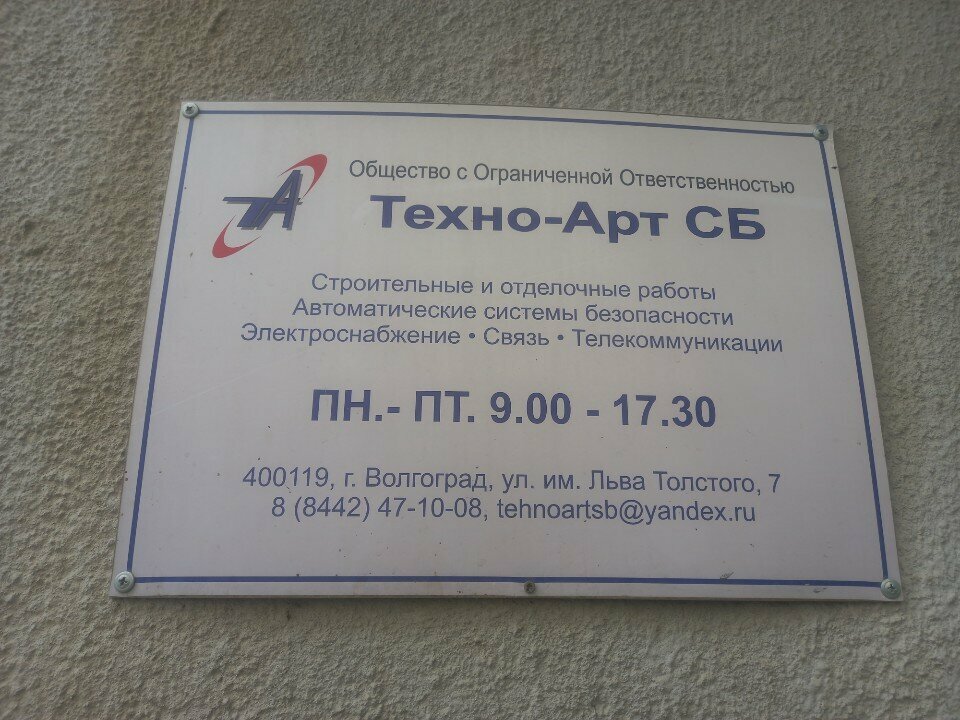 ТА
Общество с Ограниченной Ответственностью
Техно-Арт СБ
Строительные и отделочные работы
Автоматические системы безопасности
Электроснабжение • Связь • Телекоммуникации
ПН.- ПТ. 9.00 - 17.30
400119, г. Волгоград, ул. им. Льва Толстого, 7
8 (8442) 47-10-08, tehnoartsb@yandex.ru